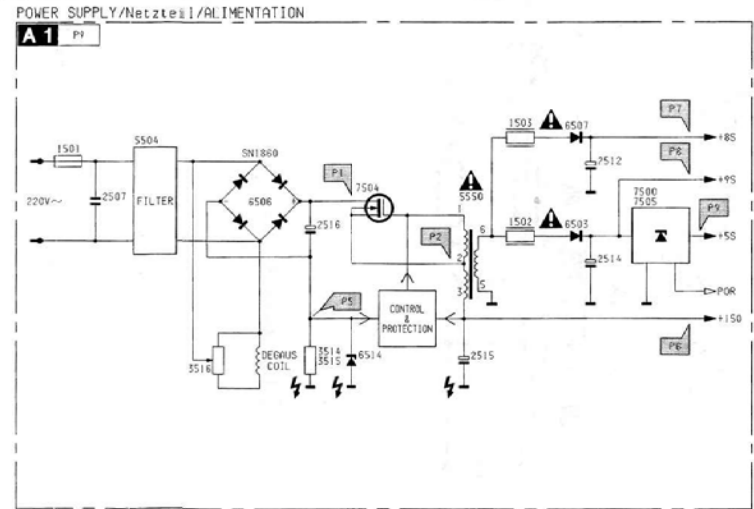 POWER SUPPLY/Netzteil/ALIMENTATION
A 1 P9
1501
5504
SN1860
6506
220V~
2507
FILTER
2516
P1
7504
5550
1
2
3
6
5
P2
1503
6507
2512
P7
+8S
P8
+9S
1502
6503
2514
7500
7505
P9
+5S
POR
+150
P6
P5
CONTROL
&
PROTECTION
3514
3515
6514
2515
3516
DEGAUS
COIL